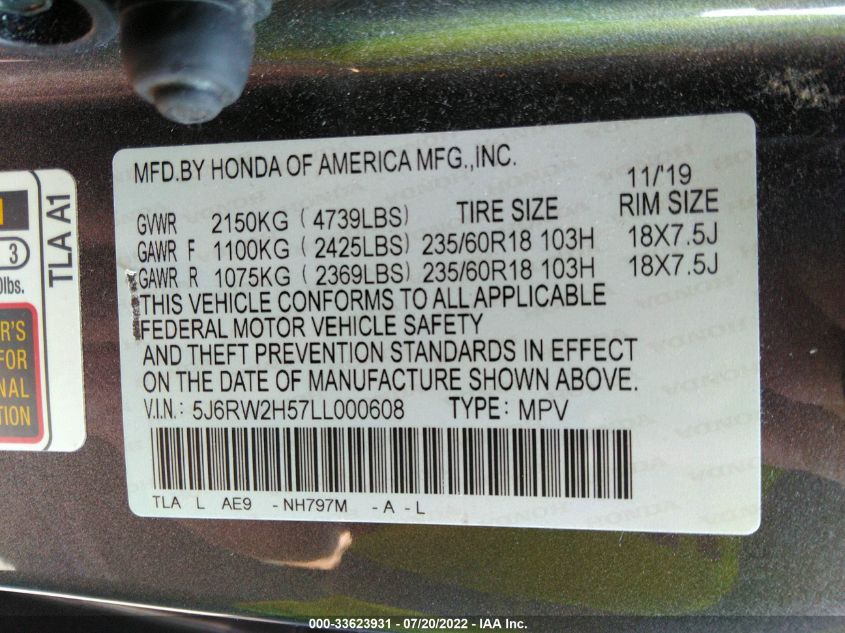 MFD.BY HONDA OF AMERICA MFG.,INC.
11/'19
GVWR 2150KG ( 4739LBS) TIRE SIZE RIM SIZE
GAWR F 1100KG ( 2425LBS) 235/60R18 103H 18X7.5J
GAWR R 1075KG ( 2369LBS) 235/60R18 103H 18X7.5J
THIS VEHICLE CONFORMS TO ALL APPLICABLE
FEDERAL MOTOR VEHICLE SAFETY
AND THEFT PREVENTION STANDARDS IN EFFECT
ON THE DATE OF MANUFACTURE SHOWN ABOVE.
V.I.N.: 5J6RW2H57LL000608 TYPE: MPV
TLA L AE9 -NH797M -A -L
TLA A1
3
FOR
000-33623931 - 07/20/2022 - IAA Inc.